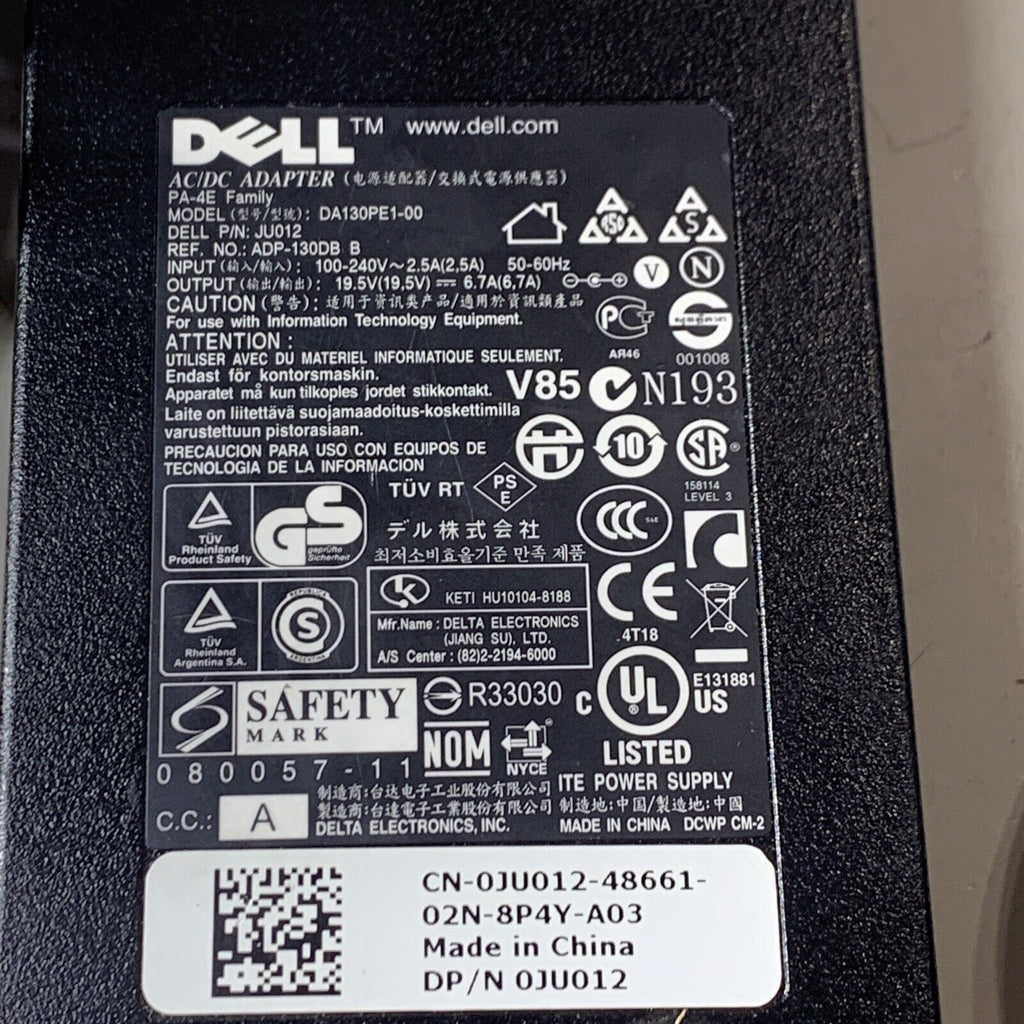 DELL™ www.dell.com
AC/DC ADAPTER (电源适配器/交換式電源供應器)
PA-4E Family
MODEL (型号/型號): DA130PE1-00
DELL P/N: JU012
REF. NO.: ADP-130DB B
INPUT (输入/輸入): 100-240V~2.5A(2,5A) 50-60Hz
OUTPUT (输出/輸出): 19.5V(19.5V) ⎓ 6.7A(6,7A)
V N
CAUTION (警告): 适用于资讯类产品/適用於資訊類產品
For use with Information Technology Equipment.
S
PCT
AЯ46
001008
ATTENTION :
UTILISER AVEC DU MATERIEL INFORMATIQUE SEULEMENT.
Endast för kontorsmaskin.
Apparatet må kun tilkoples jordet stikkontakt.
V85 N193
Laite on liitettävä suojamaadoitus-koskettimilla
varustettuun pistorasiaan.
PRECAUCION PARA USO CON EQUIPOS DE
TECNOLOGIA DE LA INFORMACION
10
SA®
158114
LEVEL 3
TÜV RT
PS
E
TÜV
Rheinland
Product Safety
GS
geprüfte
Sicherheit
デル株式会社
최저소비효율기준 만족 제품
CCC S&E
TÜV
Rheinland
Argentina S.A.
REPUBLICA
S
ARGENTINA
K KETI HU10104-8188
Mfr.Name : DELTA ELECTRONICS
(JIANG SU), LTD.
A/S Center : (82)2-2194-6000
CE
.4T18
SAFETY
MARK
080057-11
R33030
C UL ® US
E131881
LISTED
ITE POWER SUPPLY
NOM
NYCE
C.C.: A
制造商:台达电子工业股份有限公司
製造商:台達電子工業股份有限公司 制造地:中国/製造地:中國
DELTA ELECTRONICS, INC. MADE IN CHINA DCWP CM-2
CN-0JU012-48661-
02N-8P4Y-A03
Made in China
DP/N 0JU012